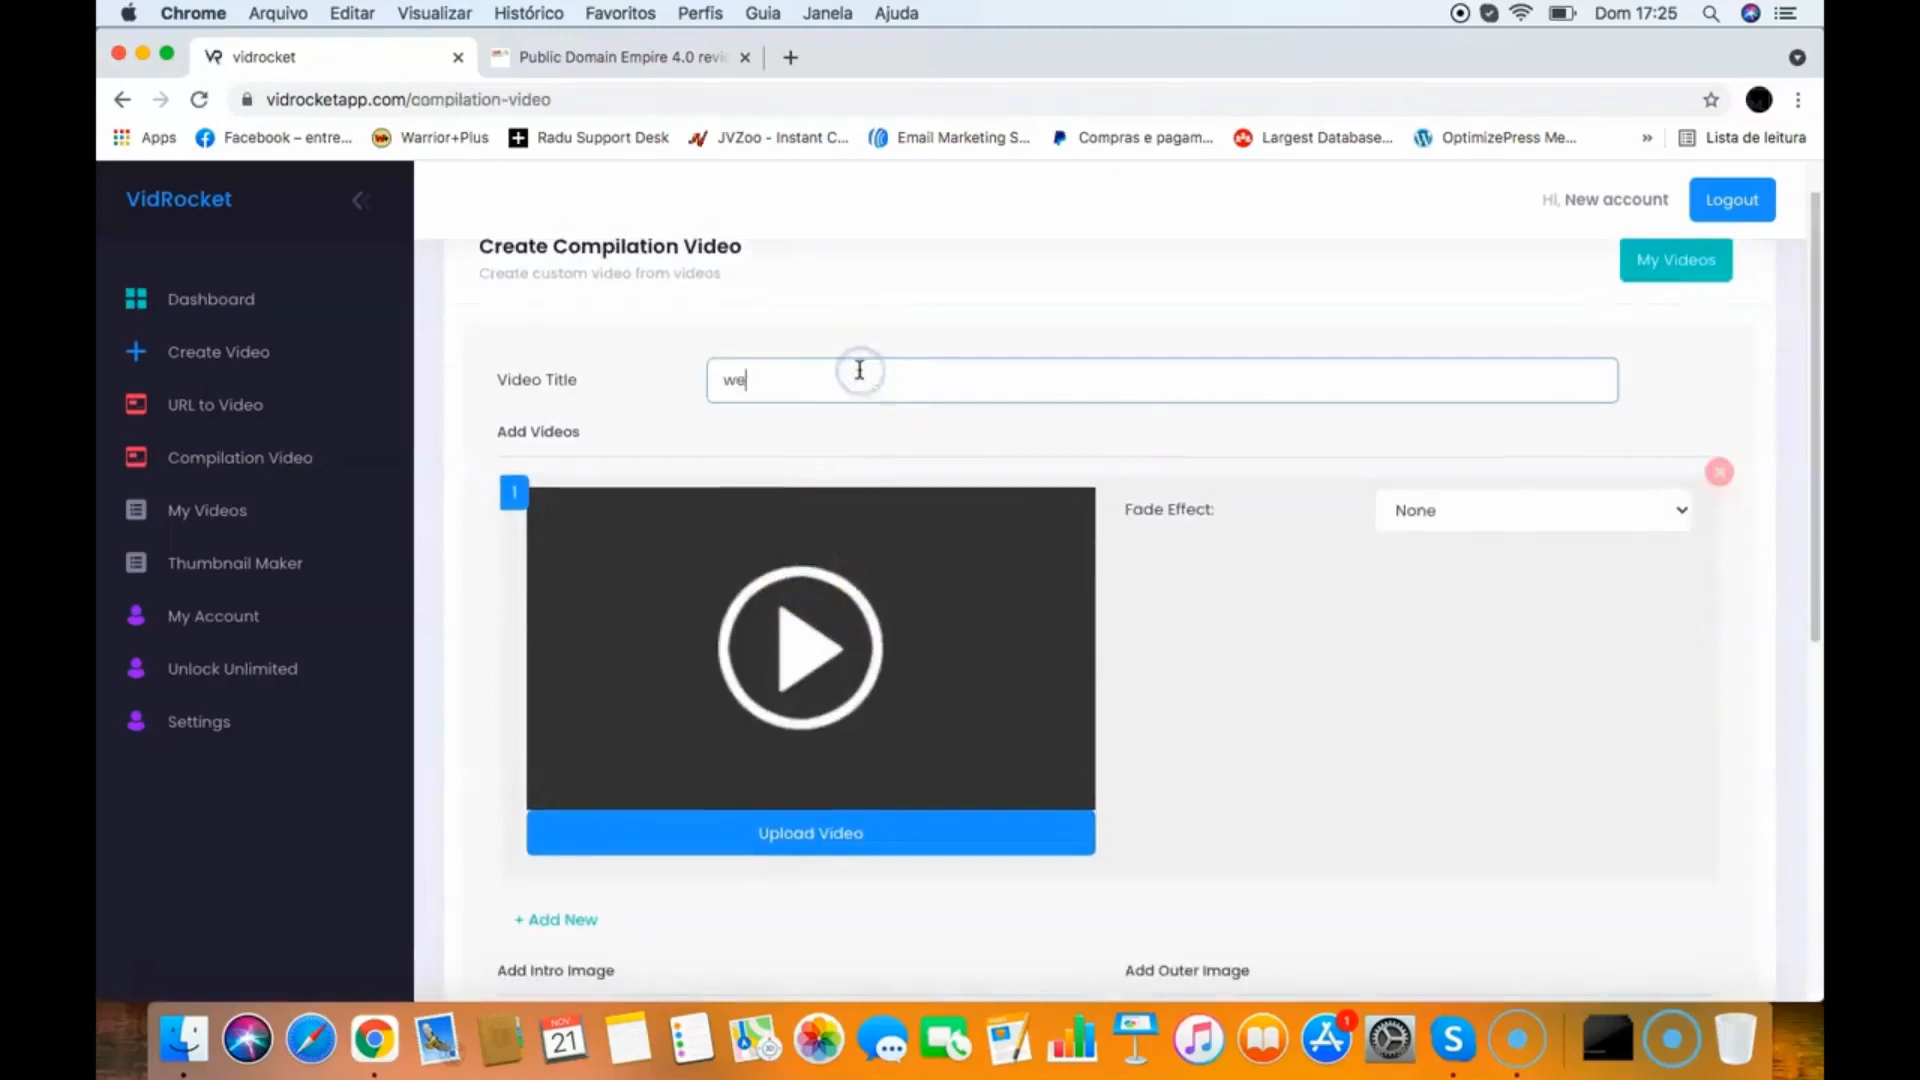 Chrome Arquivo Editar Visualizar Histórico Favoritos Perfis Guia Janela Ajuda Dom 17:25
vidrocket Public Domain Empire 4.0 revi
vidrocketapp.com/compilation-video
Apps Facebook – entre... Warrior+Plus Radu Support Desk JVZoo - Instant C... Email Marketing S... Compras e pagam... Largest Database... OptimizePress Me... » Lista de leitura
VidRocket
Hi, New account Logout
Create Compilation Video
Create custom video from videos
My Videos
Dashboard
Create Video
URL to Video
Compilation Video
My Videos
Thumbnail Maker
My Account
Unlock Unlimited
Settings
Video Title we
Add Videos
1
Fade Effect: None
Upload Video
+ Add New
Add Intro Image Add Outer Image
NOV
21
1